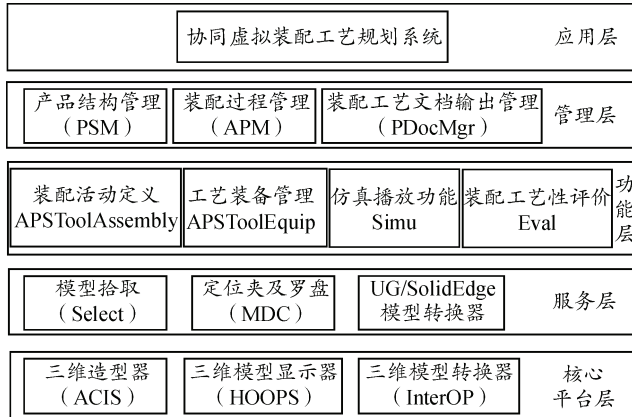 协同虚拟装配工艺规划系统
应用层
产品结构管理
（PSM）
装配过程管理
（APM）
装配工艺文档输出管理
（PDocMgr）
管理层
装配活动定义
APSToolAssembly
工艺装备管理
APSToolEquip
仿真播放功能
Simu
装配工艺性评价
Eval
功
能
层
模型拾取
（Select）
定位夹及罗盘
（MDC）
UG/SolidEdge
模型转换器
服务层
三维造型器
（ACIS）
三维模型显示器
（HOOPS）
三维模型转换器
（InterOP）
核心
平台层